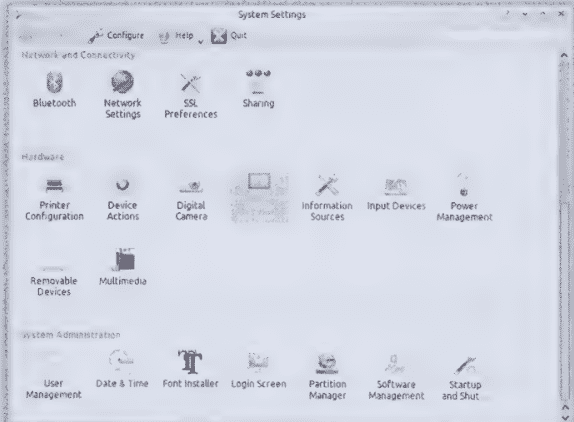 System Settings
Configure Help Quit
Network and Connectivity
Bluetooth Network Settings SSL Preferences Sharing
Hardware
Printer Configuration Device Actions Digital Camera Information Sources Input Devices Power Management
Removable Devices Multimedia
System Administration
User Management Date & Time Font Installer Login Screen Partition Manager Software Management Startup and Shut...